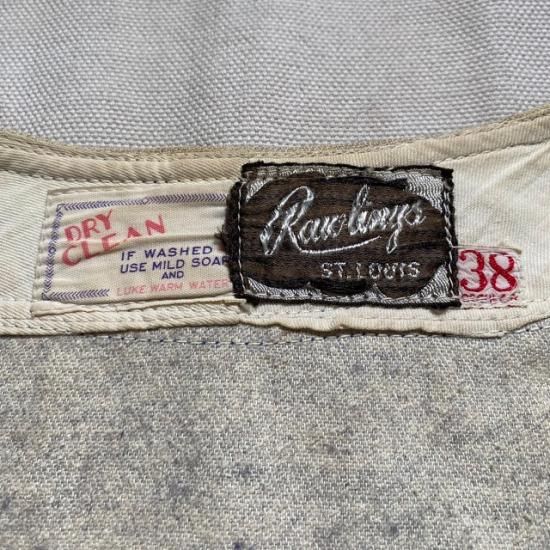 DRY
CLEAN
IF WASHED
USE MILD SOAP
AND
LUKE WARM WATER
Rawlings
ST. LOUIS
38